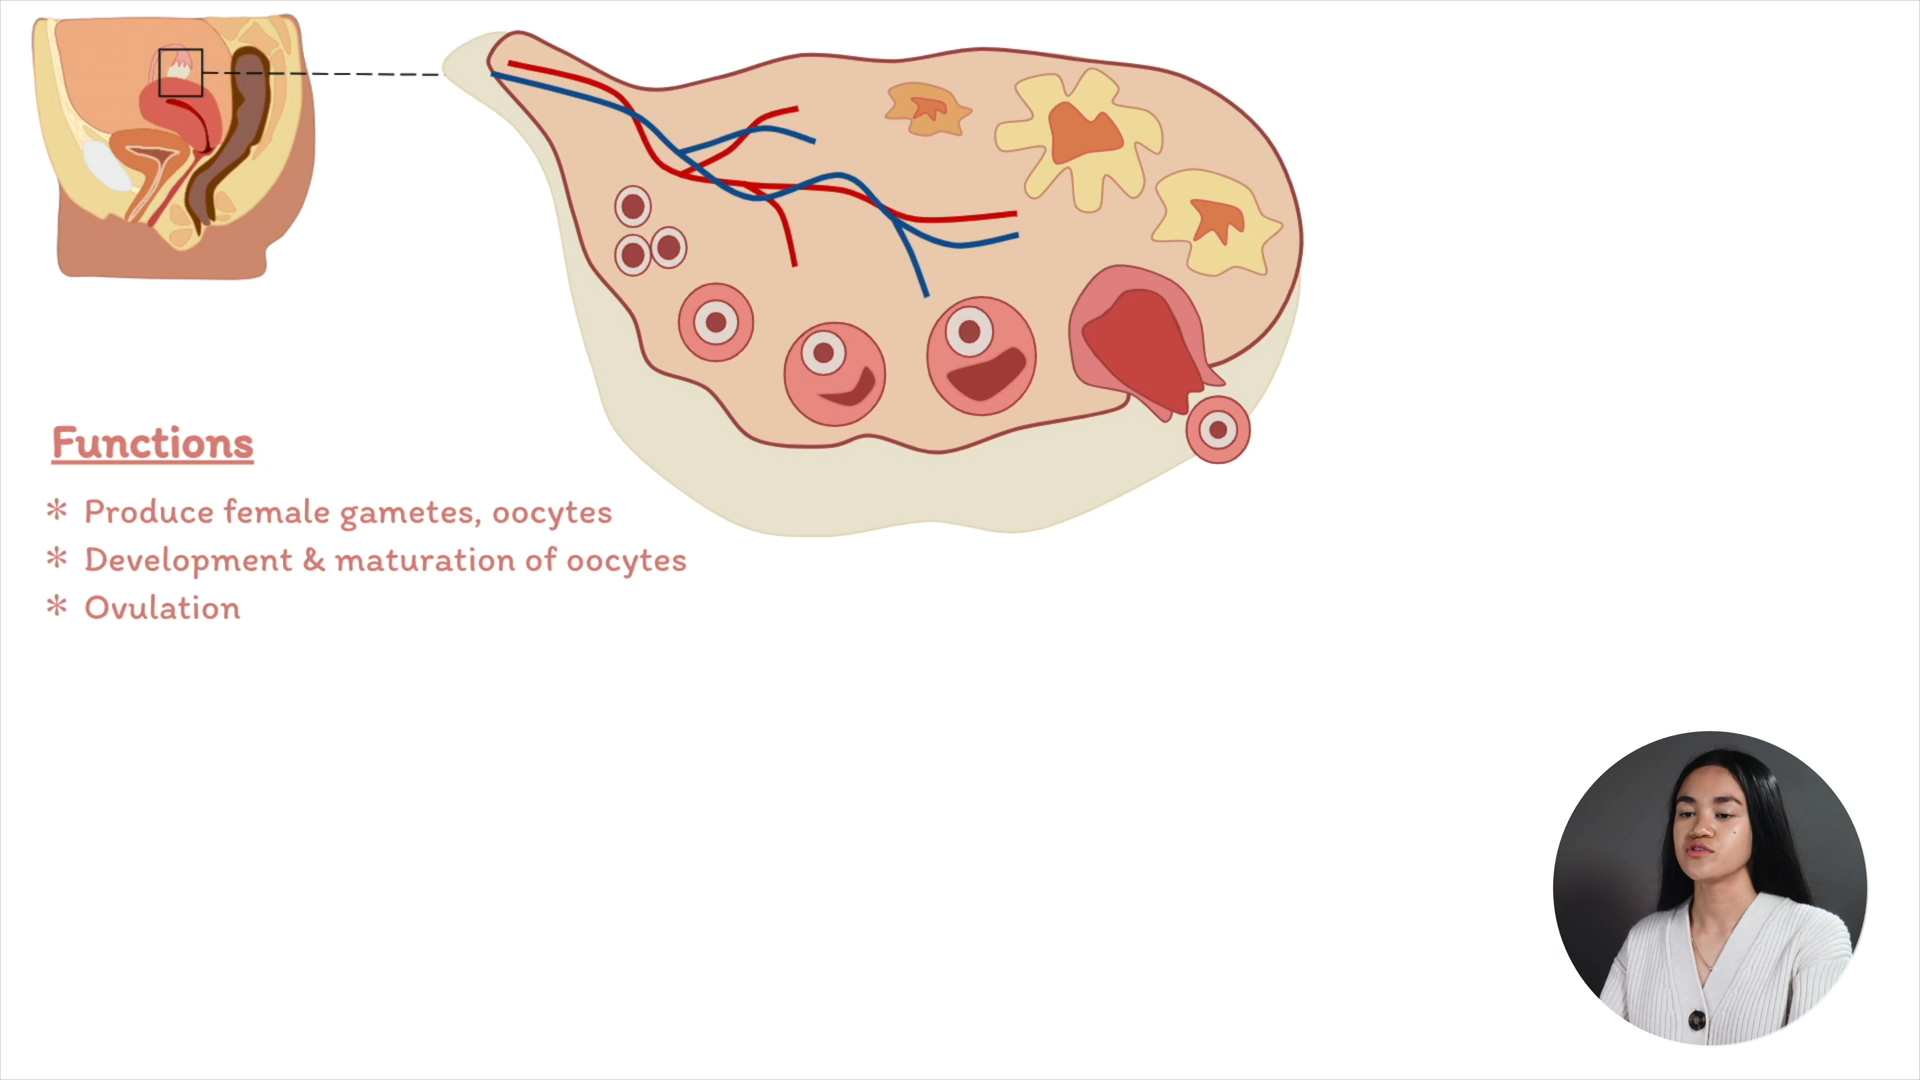 Functions
* Produce female gametes, oocytes
* Development & maturation of oocytes
* Ovulation